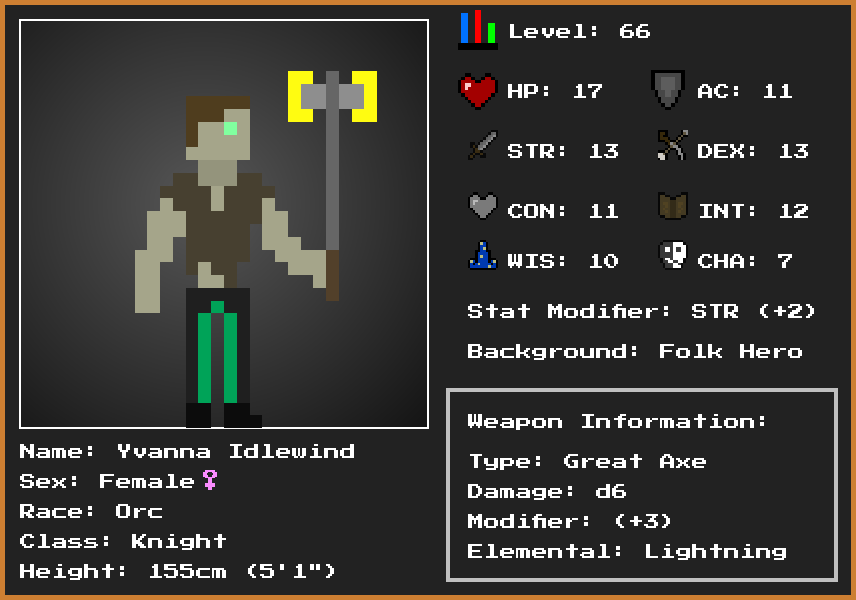 Level: 66
HP: 17
AC: 11
STR: 13
DEX: 13
CON: 11
INT: 12
WIS: 10
CHA: 7
Stat Modifier: STR (+2)
Background: Folk Hero
Weapon Information:
Type: Great Axe
Damage: d6
Modifier: (+3)
Elemental: Lightning
Name: Yvanna Idlewind
Sex: Female♀
Race: Orc
Class: Knight
Height: 155cm (5'1")